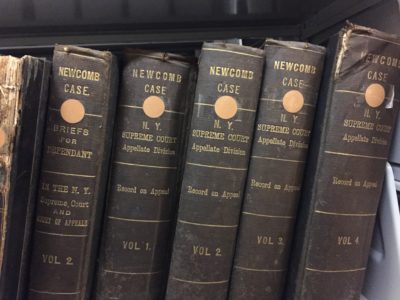 NEWCOMB
CASE.
BRIEFS
FOR
DEFENDANT
IN THE N. Y.
Supreme, Court
AND
COURT OF APPEALS
VOL. 2.
NEWCOMB
CASE
N. Y.
SUPREME COURT
Appellate Division
Record on Appeal
VOL. 1.
NEWCOMB
CASE.
N. Y.
SUPREME COURT
Appellate Division
Record on Appeal
VOL. 2.
NEWCOMB
CASE.
N. Y.
SUPREME COURT
Appellate Division.
Record on Appeal
VOL. 3.
NEWCOMB
CASE
N. Y.
SUPREME COURT
Appellate Division.
Record on Appeal
VOL. 4.